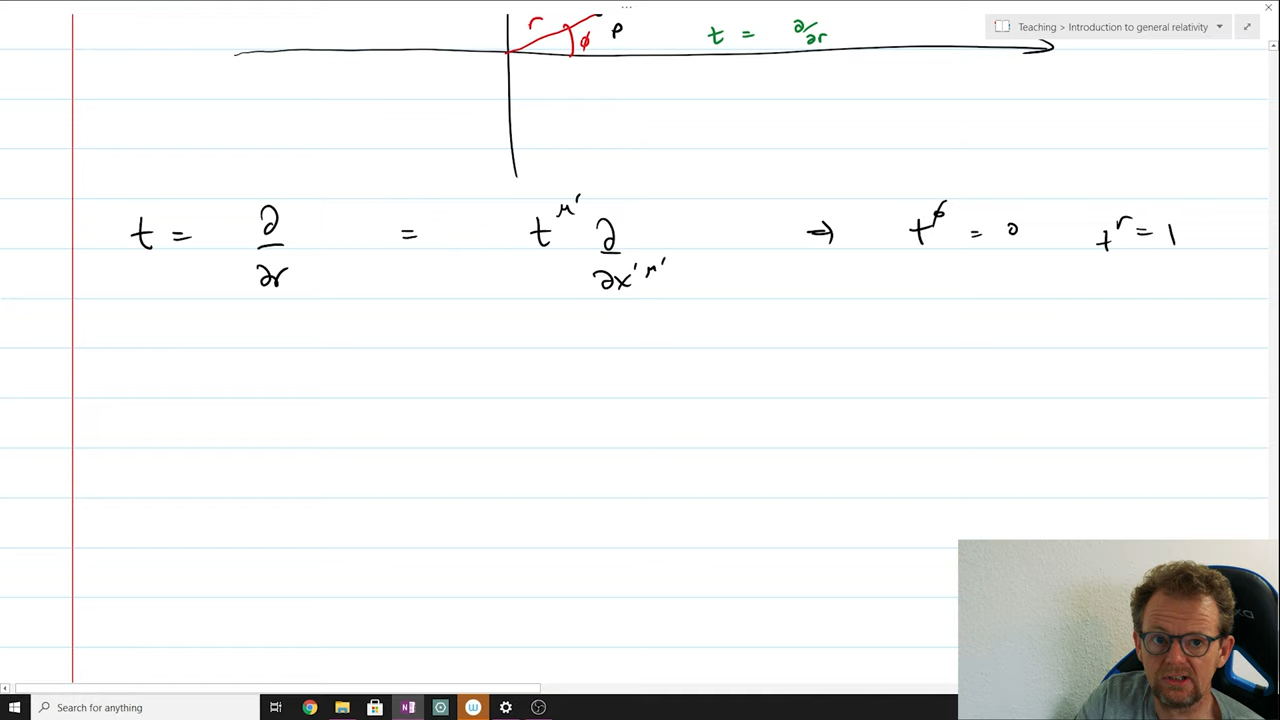 ...
Teaching > Introduction to general relativity
r
ϕ
p
t = ∂/∂r
t = ∂/∂r = t^μ' ∂/∂x'^μ' → t^ϕ = 0 t^r = 1
Search for anything